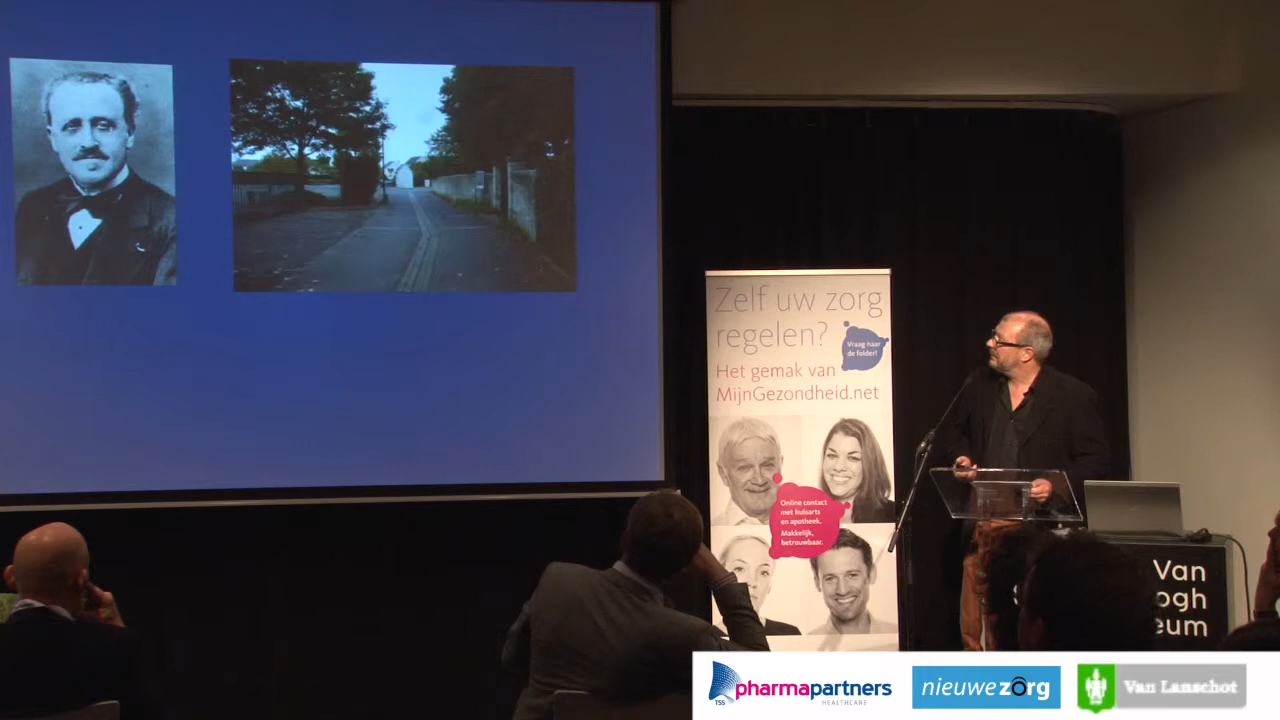 Zelf uw zorg
regelen?
Vraag naar
de folder!
Het gemak van
MijnGezondheid.net
Online contact
met huisarts
en apotheek.
Makkelijk,
betrouwbaar.
Van
ogh
eum
TSS
pharmapartners
HEALTHCARE
nieuwezorg
Van Lanschot